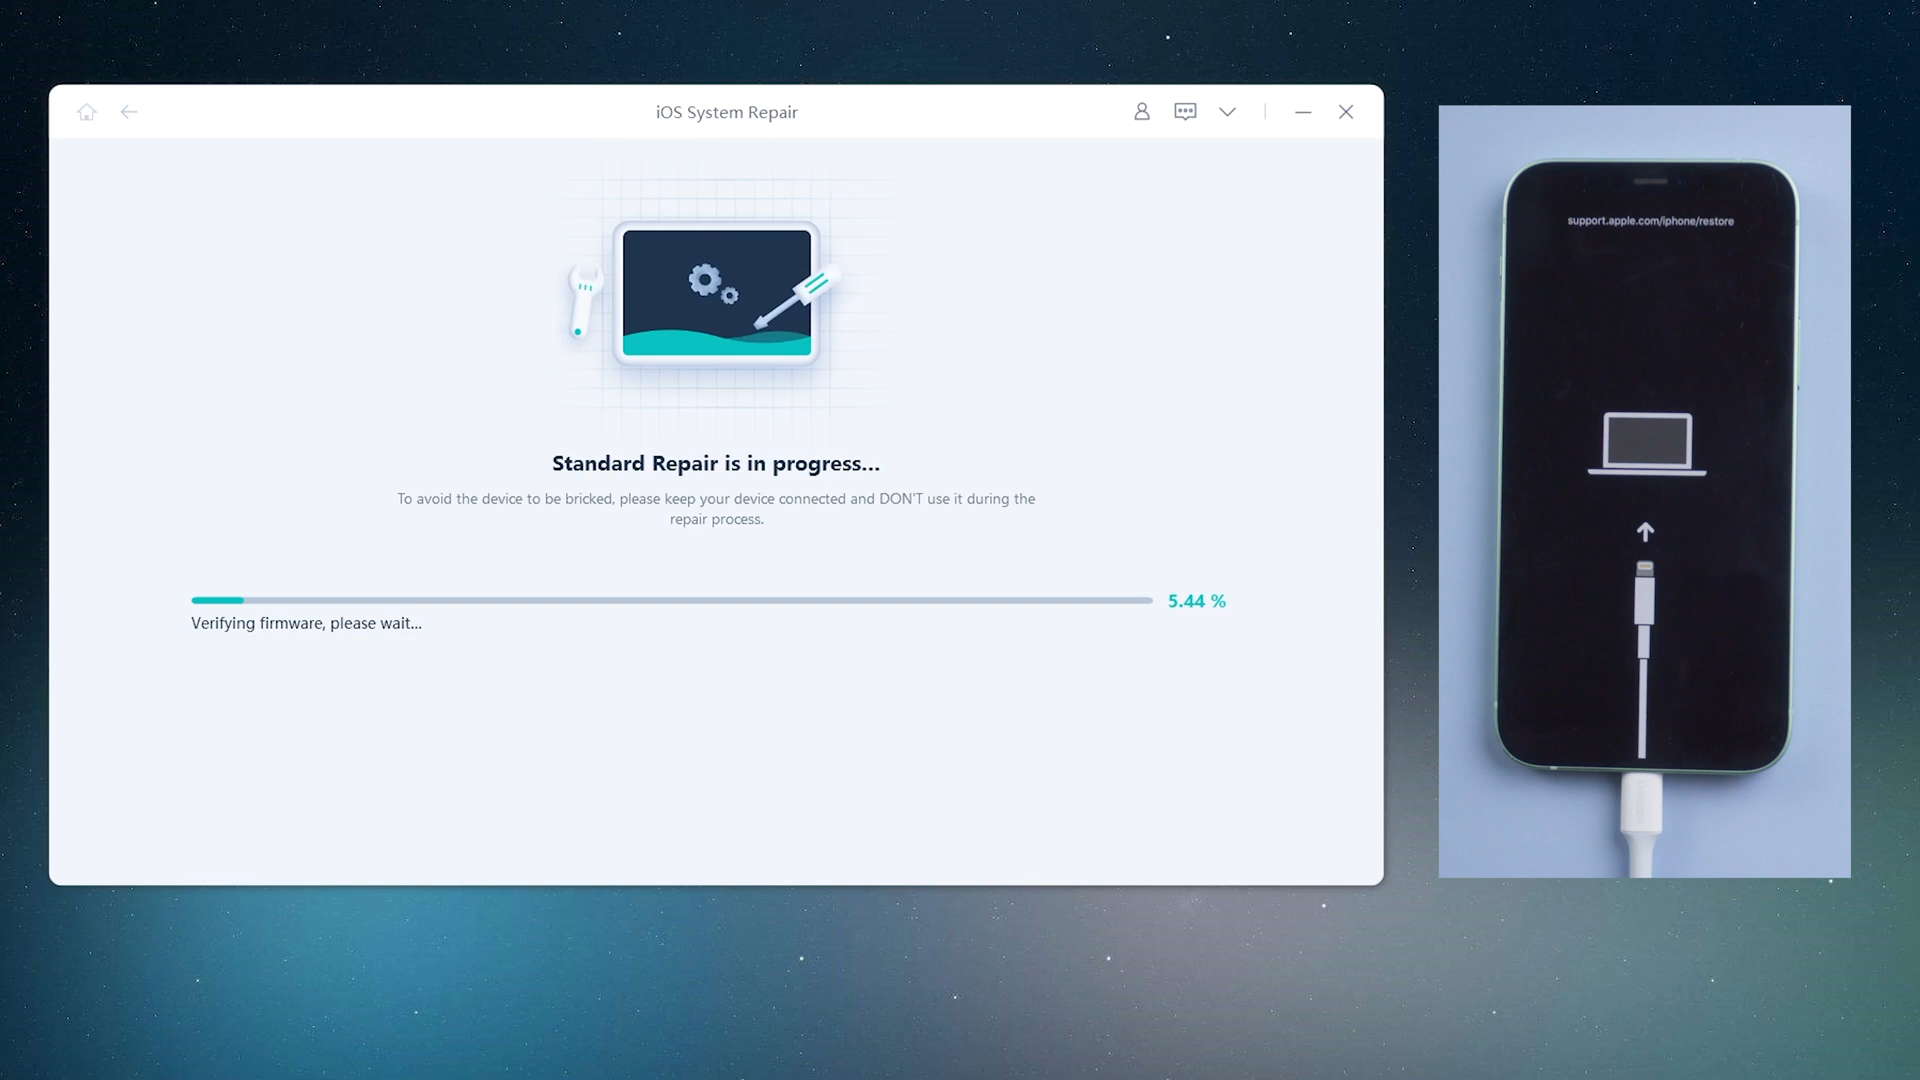 iOS System Repair
Standard Repair is in progress...
To avoid the device to be bricked, please keep your device connected and DON'T use it during the
repair process.
5.44 %
Verifying firmware, please wait...
support.apple.com/iphone/restore